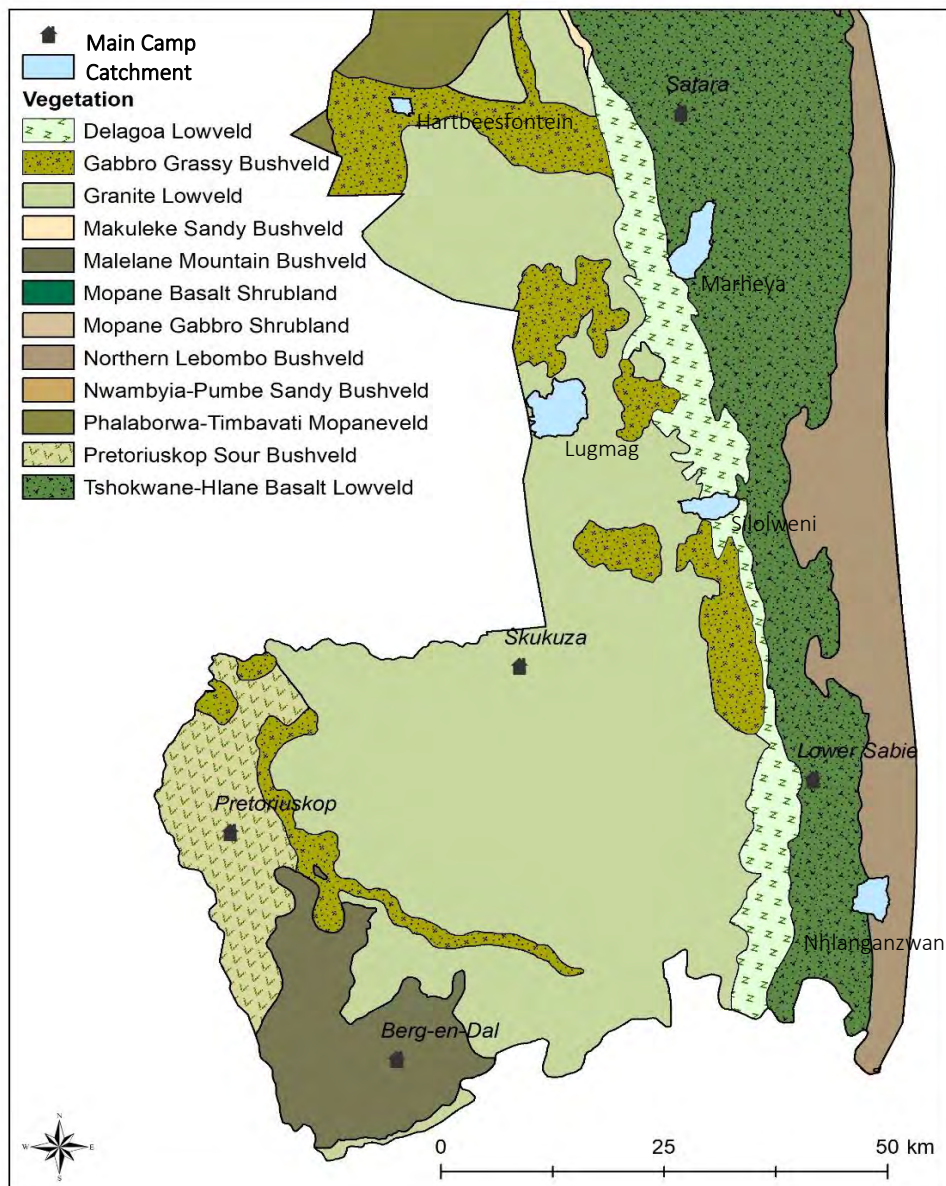 Main Camp
Catchment
Vegetation
Delagoa Lowveld
Gabbro Grassy Bushveld
Granite Lowveld
Makuleke Sandy Bushveld
Malelane Mountain Bushveld
Mopane Basalt Shrubland
Mopane Gabbro Shrubland
Northern Lebombo Bushveld
Nwambyia-Pumbe Sandy Bushveld
Phalaborwa-Timbavati Mopaneveld
Pretoriuskop Sour Bushveld
Tshokwane-Hlane Basalt Lowveld
Satara
Hartbeesfontein
Marheya
Lugmag
Silolweni
Skukuza
Lower Sabie
Pretoriuskop
Nhlanganzwan
Berg-en-Dal
N
W E
S
0 25 50 km